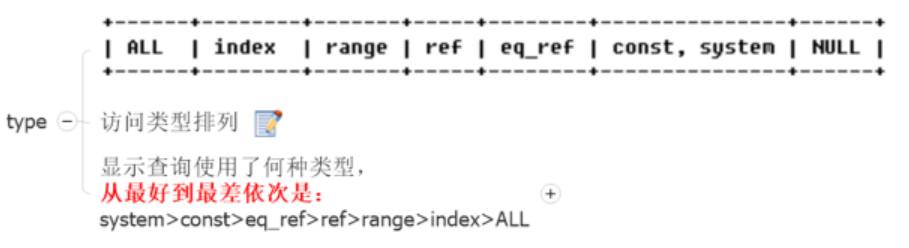 | ALL | index | range | ref | eq_ref | const, system | NULL |
type
访问类型排列
显示查询使用了何种类型，
从最好到最差依次是：
system>const>eq_ref>ref>range>index>ALL